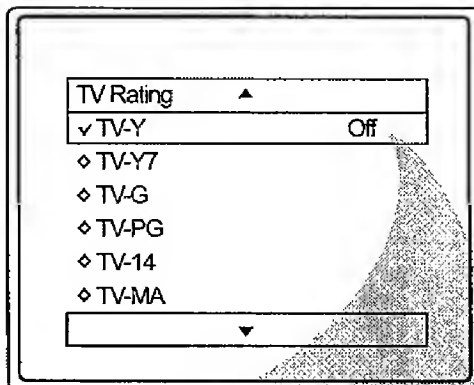 TV Rating ▲
✓ TV-Y Off
◇ TV-Y7
◇ TV-G
◇ TV-PG
◇ TV-14
◇ TV-MA
▼